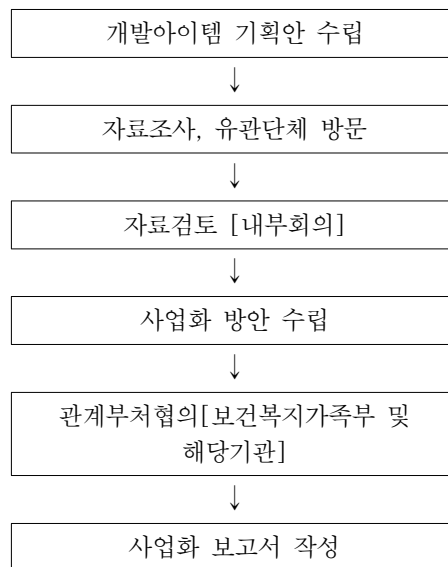 개발아이템 기획안 수립
↓
자료조사, 유관단체 방문
↓
자료검토 [내부회의]
↓
사업화 방안 수립
↓
관계부처협의[보건복지가족부 및
해당기관]
↓
사업화 보고서 작성